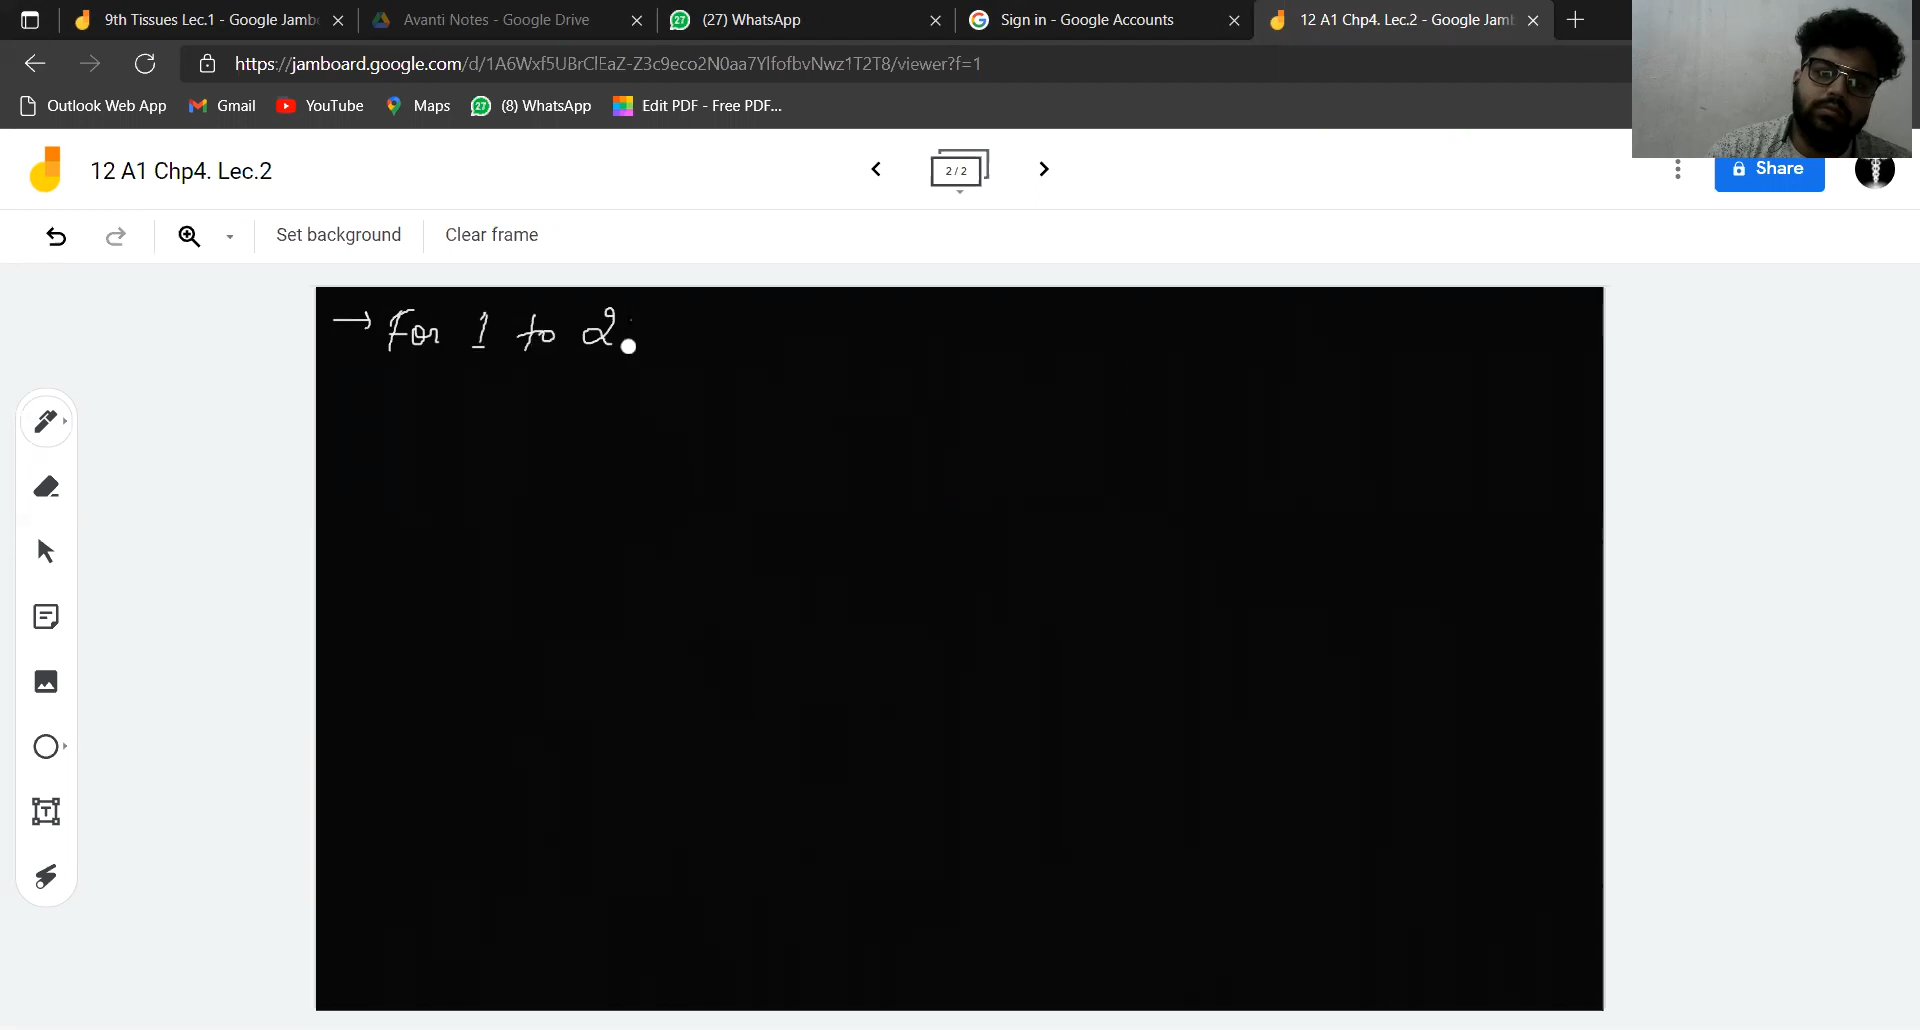 9th Tissues Lec.1 - Google Jambo
Avanti Notes - Google Drive
(27) WhatsApp
Sign in - Google Accounts
12 A1 Chp4. Lec.2 - Google Jamb
https://jamboard.google.com/d/1A6Wxf5UBrClEaZ-Z3c9eco2N0aa7YlfofbvNwz1T2T8/viewer?f=1
Outlook Web App
Gmail
YouTube
Maps
27
(8) WhatsApp
Edit PDF - Free PDF...
12 A1 Chp4. Lec.2
2 / 2
Share
Set background
Clear frame
→ For 1 to 2